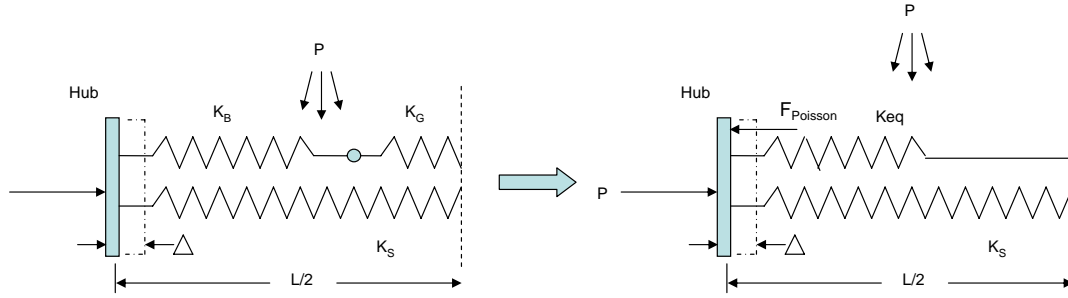 P
Hub
K_B
K_G
K_S
Δ
L/2
P
Hub
F_Poisson
Keq
P
K_S
Δ
L/2